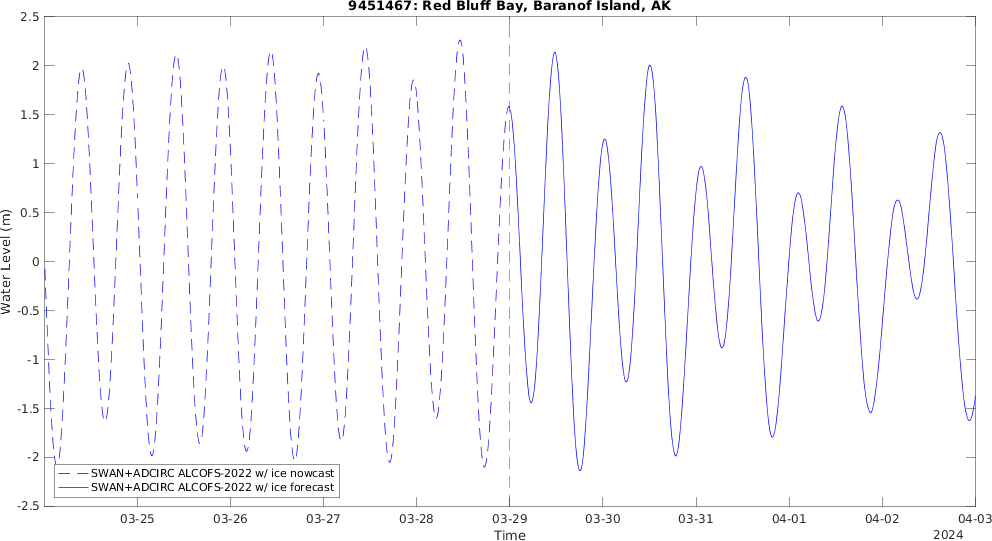 9451467: Red Bluff Bay, Baranof Island, AK
2.5
2
1.5
1
0.5
0
-0.5
-1
-1.5
-2
-2.5
Water Level (m)
SWAN+ADCIRC ALCOFS-2022 w/ ice nowcast
SWAN+ADCIRC ALCOFS-2022 w/ ice forecast
03-25 03-26 03-27 03-28 03-29 03-30 03-31 04-01 04-02 04-03
Time
2024